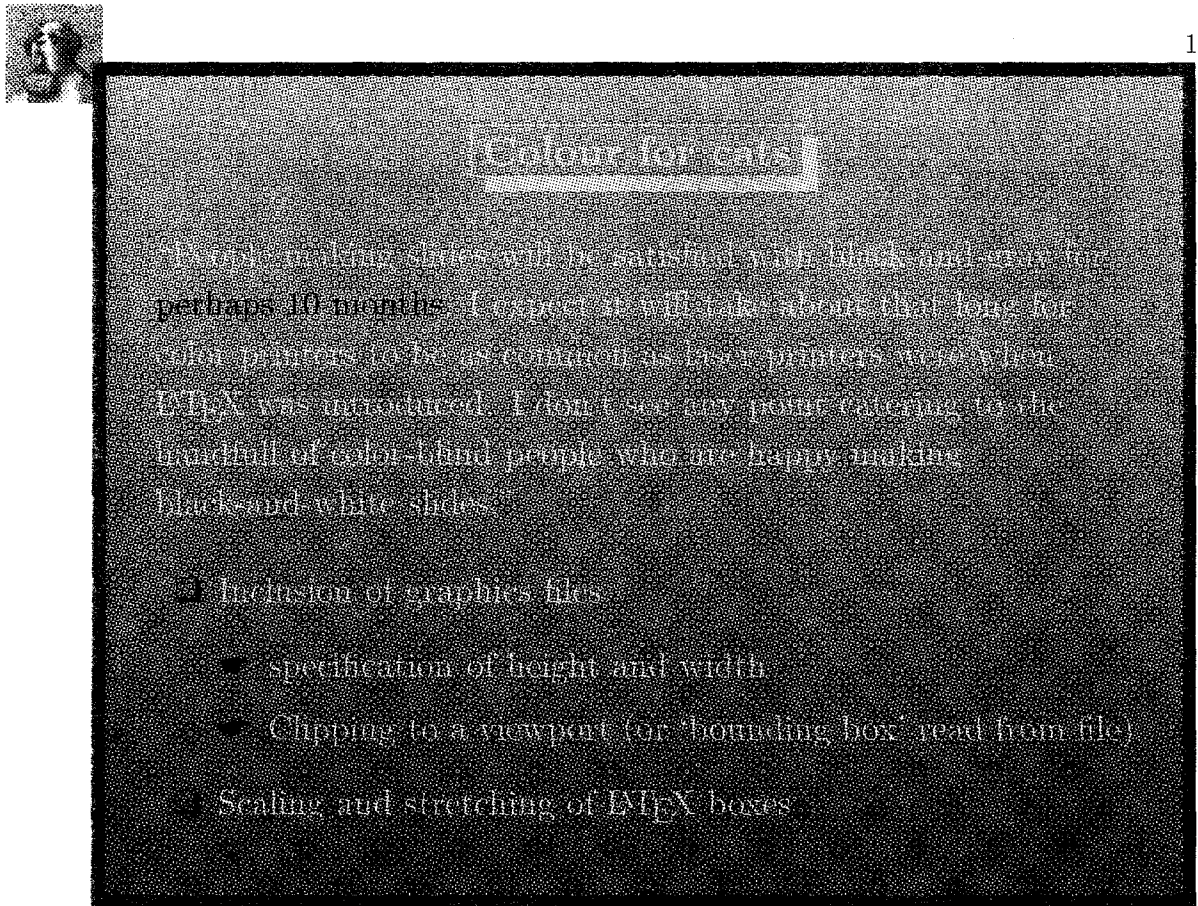 1
Colour for cats
“People making slides will be satisfied with black and gray for
perhaps 10 months. I expect it will take about that long for
color printers to be as common as laser printers were when
LATEX was introduced. I don't see any point catering to the
handfull of color-blind people who are happy making
black-and-white slides.”
Inclusion of graphics files
specification of height and width
Clipping to a viewport (or ‘bounding box’ read from file)
Scaling and stretching of LATEX boxes